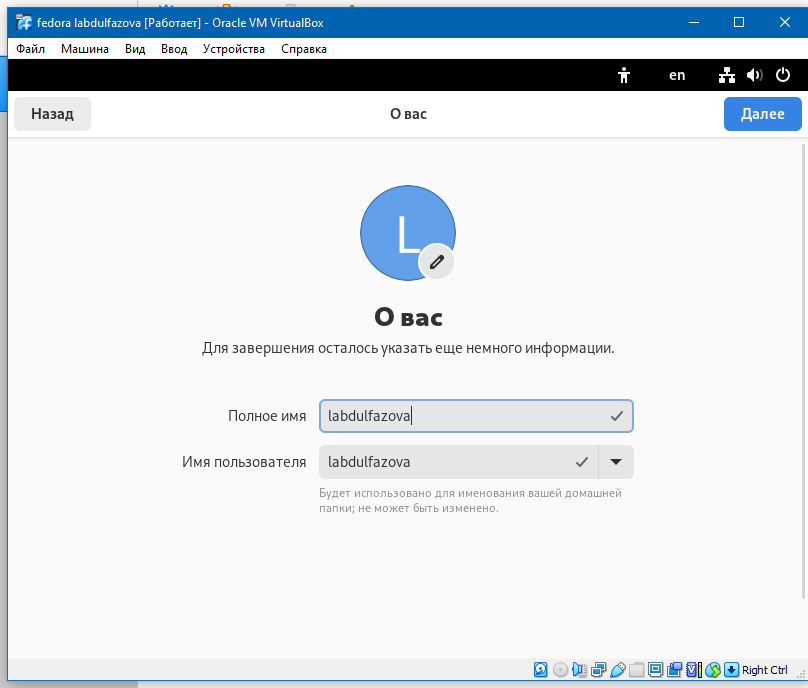 fedora labdulfazova [Работает] - Oracle VM VirtualBox
Файл Машина Вид Ввод Устройства Справка
en
Назад О вас Далее
L
О вас
Для завершения осталось указать еще немного информации.
Полное имя labdulfazova
Имя пользователя labdulfazova
Будет использовано для именования вашей домашней
папки; не может быть изменено.
Right Ctrl